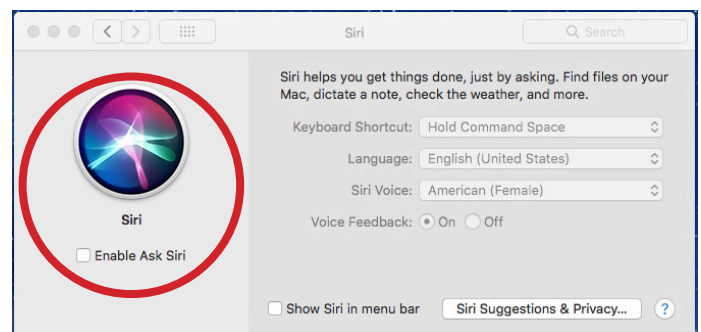 Siri
Search
Siri helps you get things done, just by asking. Find files on your
Mac, dictate a note, check the weather, and more.
Keyboard Shortcut: Hold Command Space
Language: English (United States)
Siri Voice: American (Female)
Voice Feedback: On Off
Siri
Enable Ask Siri
Show Siri in menu bar Siri Suggestions & Privacy... ?